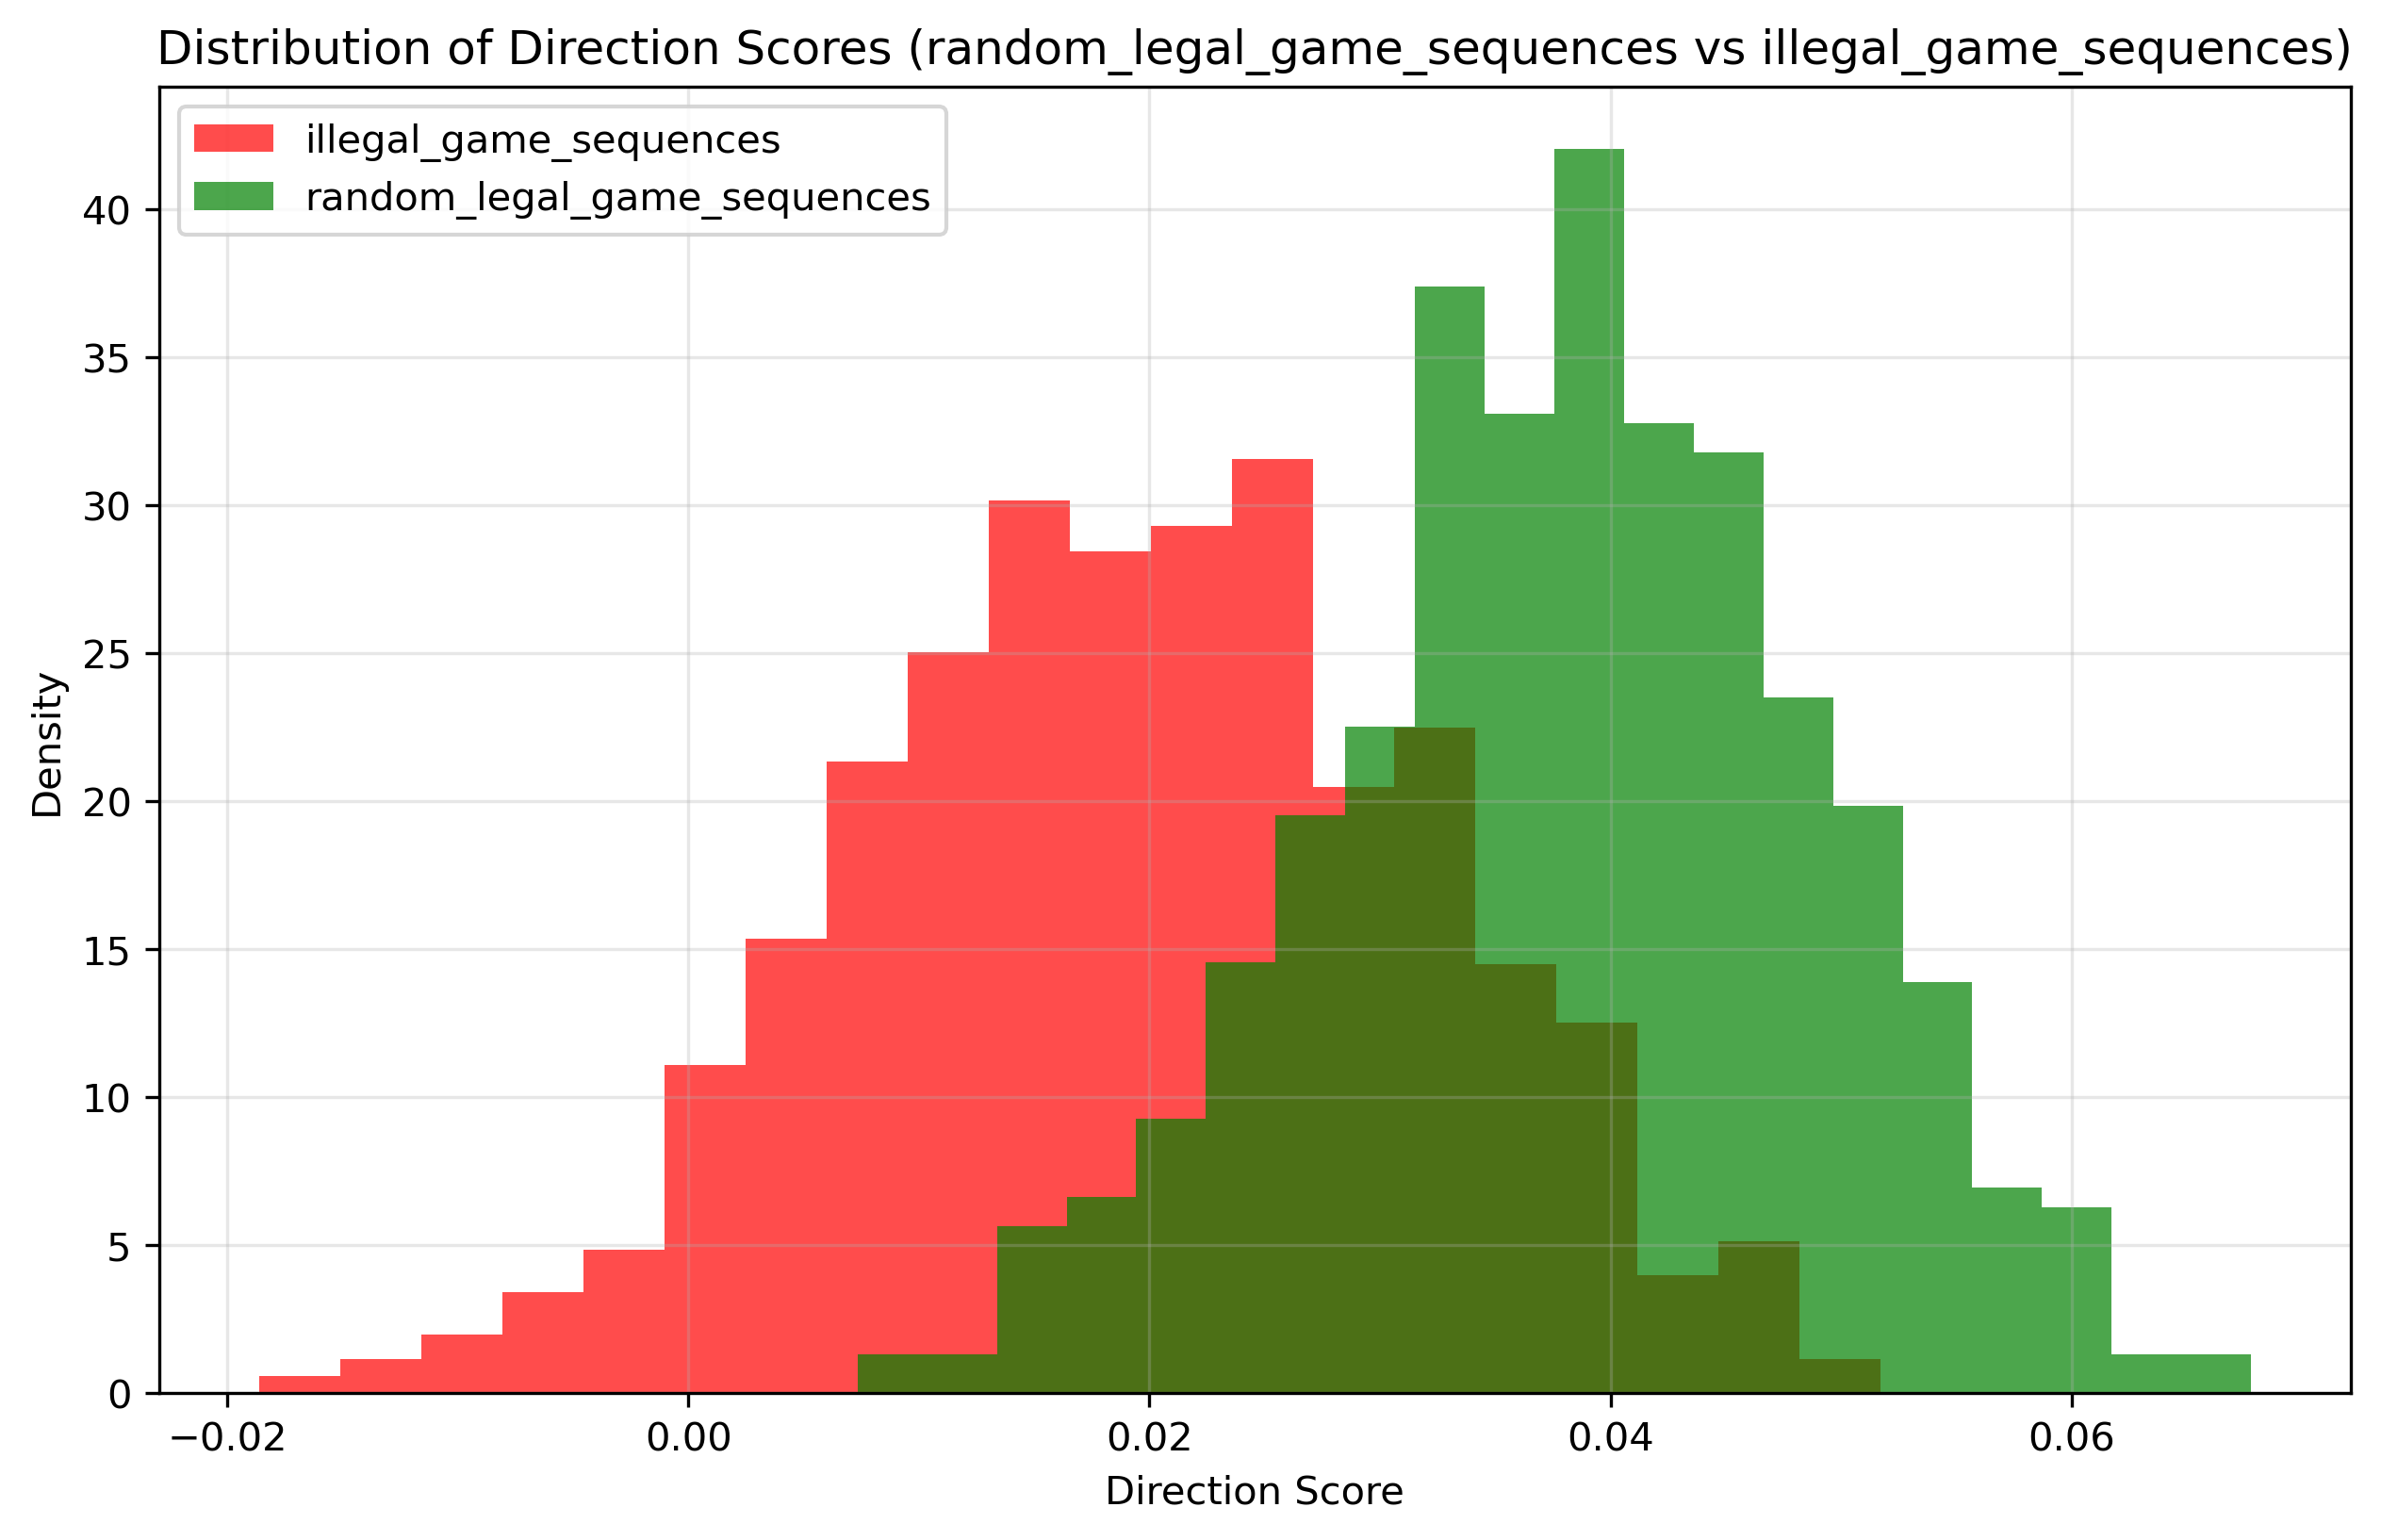 Distribution of Direction Scores (random_legal_game_sequences vs illegal_game_sequences)
illegal_game_sequences
random_legal_game_sequences
Density
40
35
30
25
20
15
10
5
0
−0.02 0.00 0.02 0.04 0.06
Direction Score